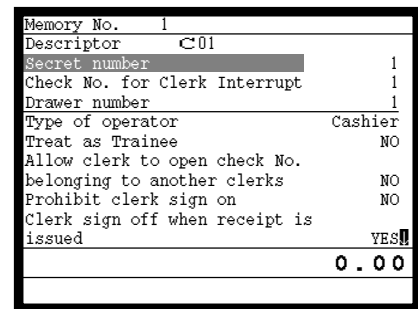 Memory No. 1
Descriptor C01
Secret number 1
Check No. for Clerk Interrupt 1
Drawer number 1
Type of operator Cashier
Treat as Trainee NO
Allow clerk to open check No.
belonging to another clerks NO
Prohibit clerk sign on NO
Clerk sign off when receipt is
issued YES
0.00